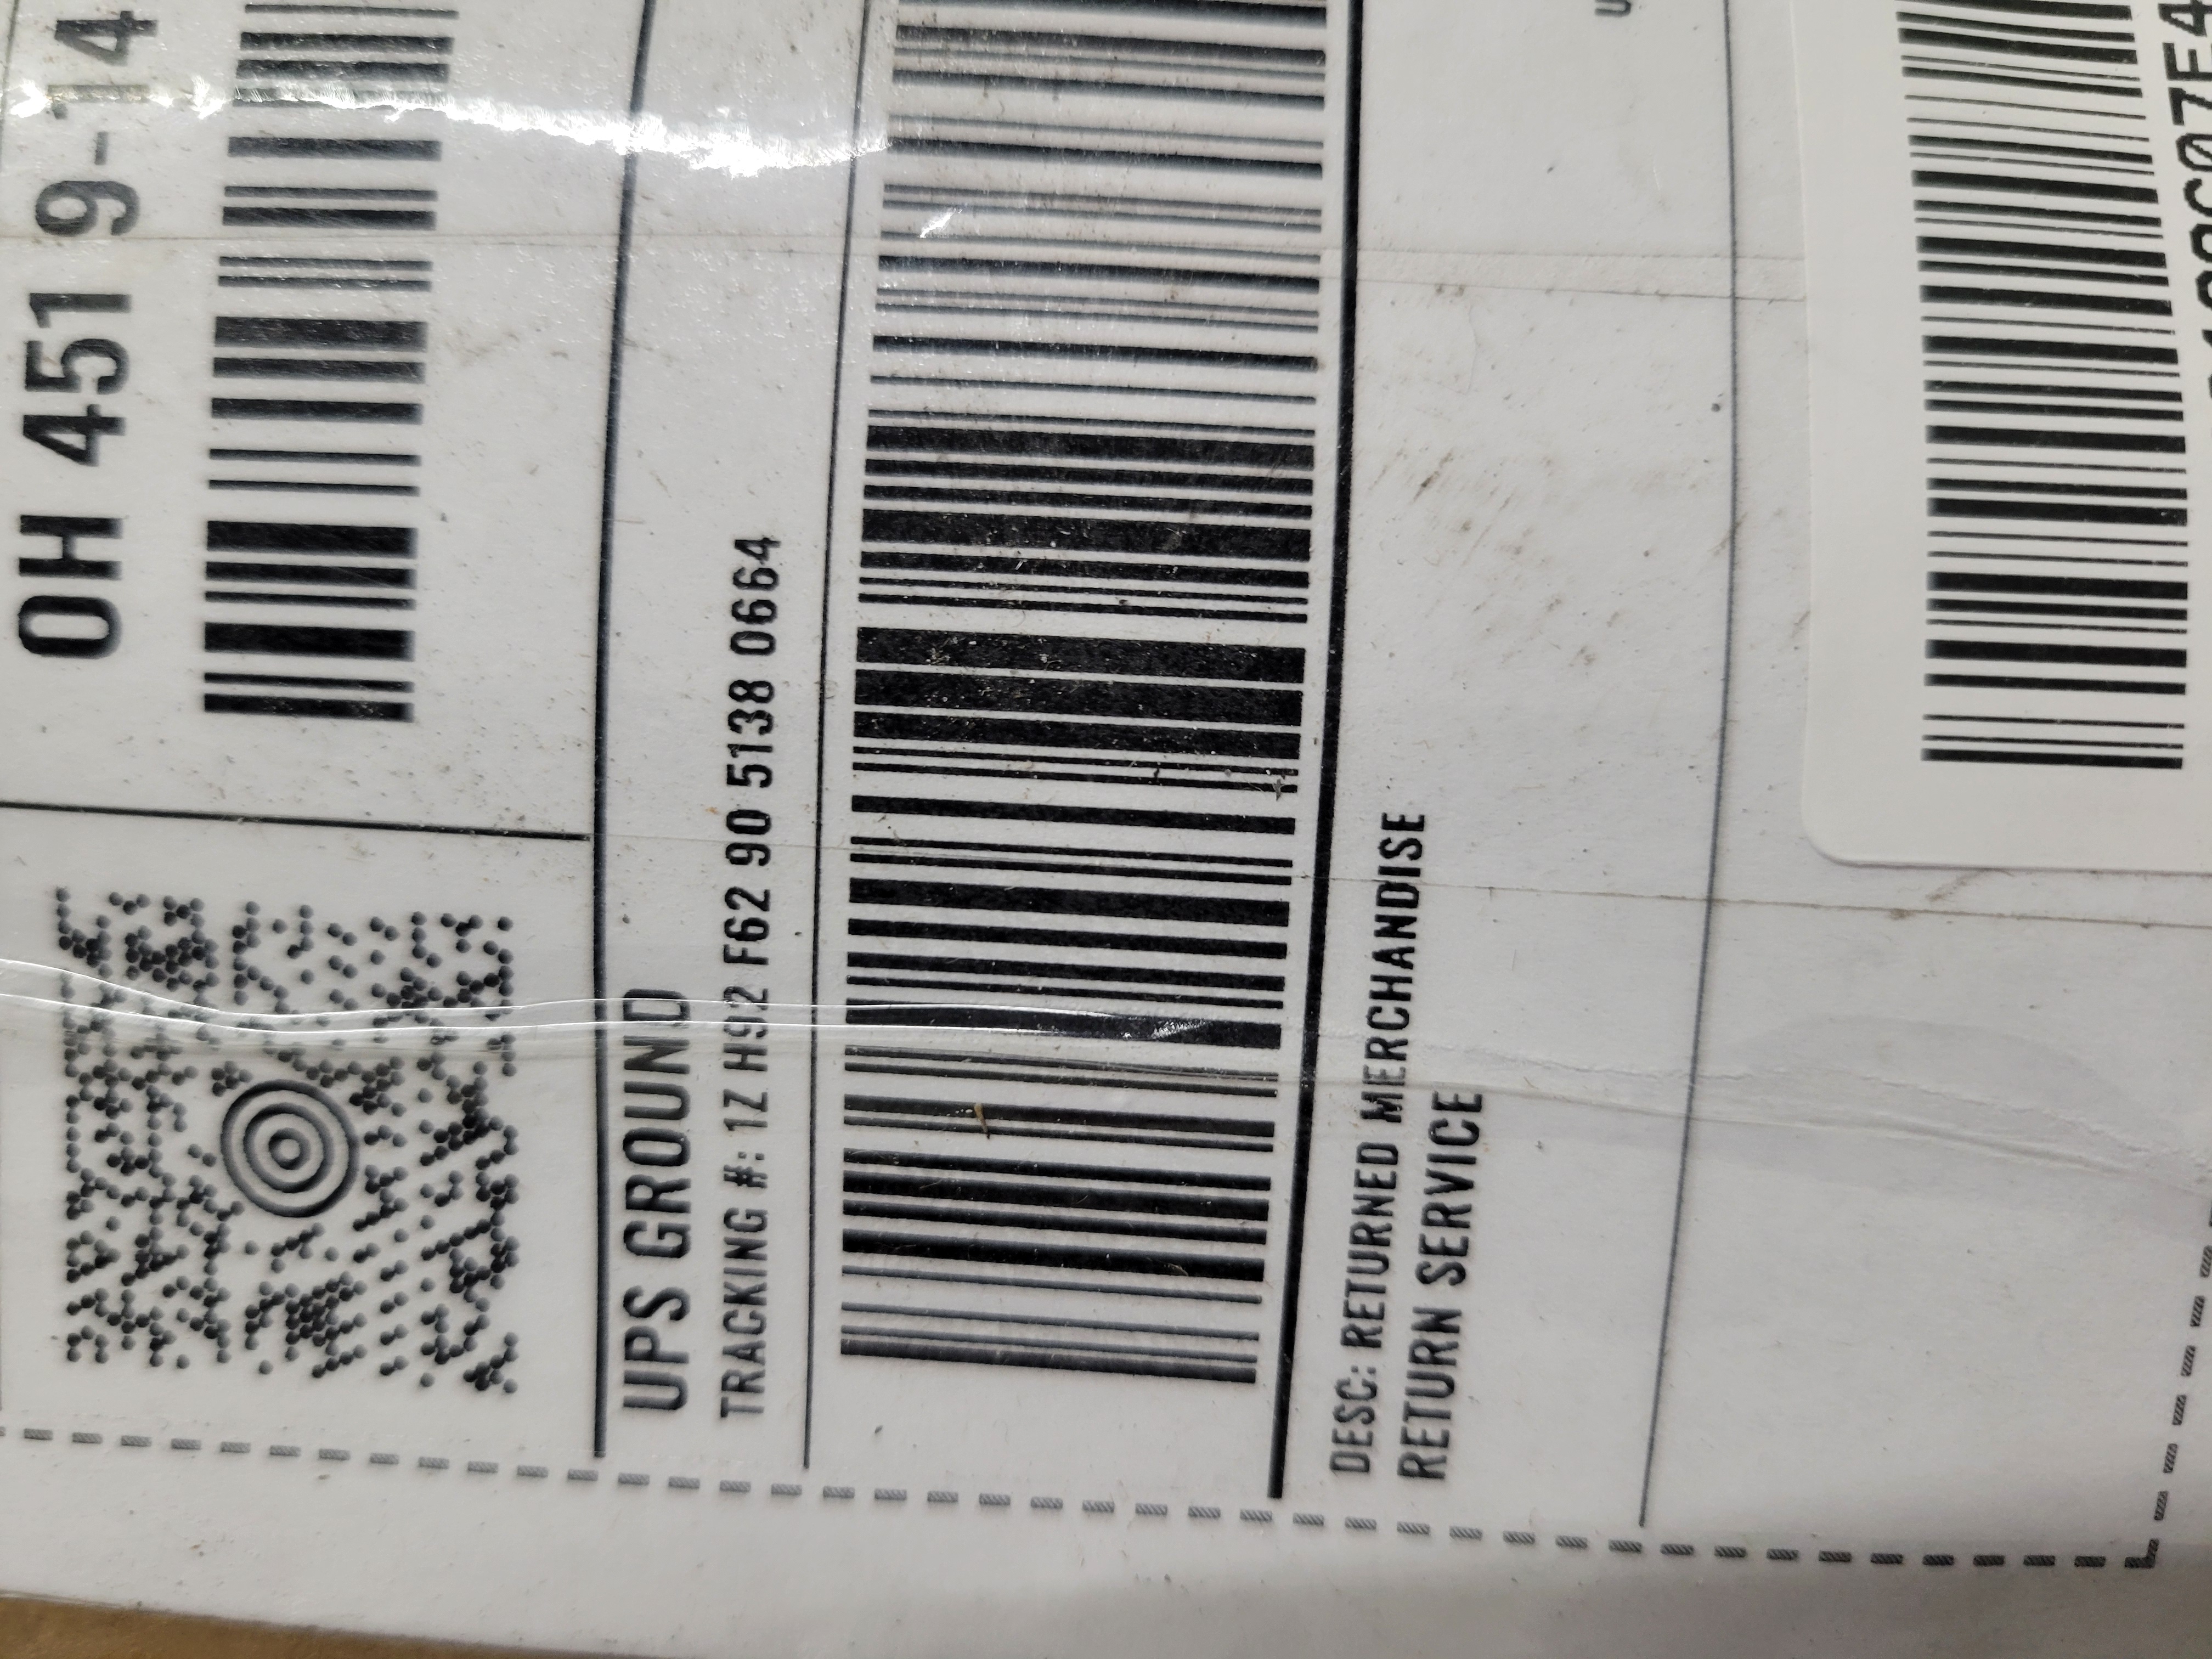 OH 451 9-14
UPS GROUND
TRACKING #: 1Z H92 F62 90 5138 0664
DESC: RETURNED MERCHANDISE
RETURN SERVICE